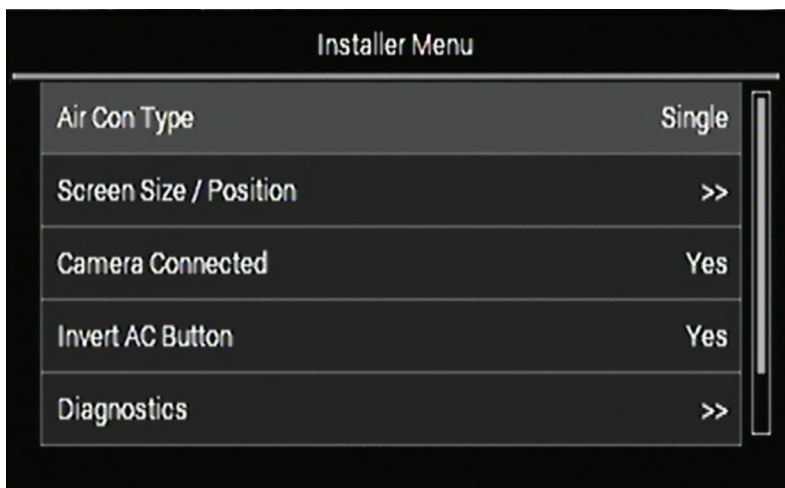 Installer Menu
Air Con Type Single
Screen Size / Position >>
Camera Connected Yes
Invert AC Button Yes
Diagnostics >>